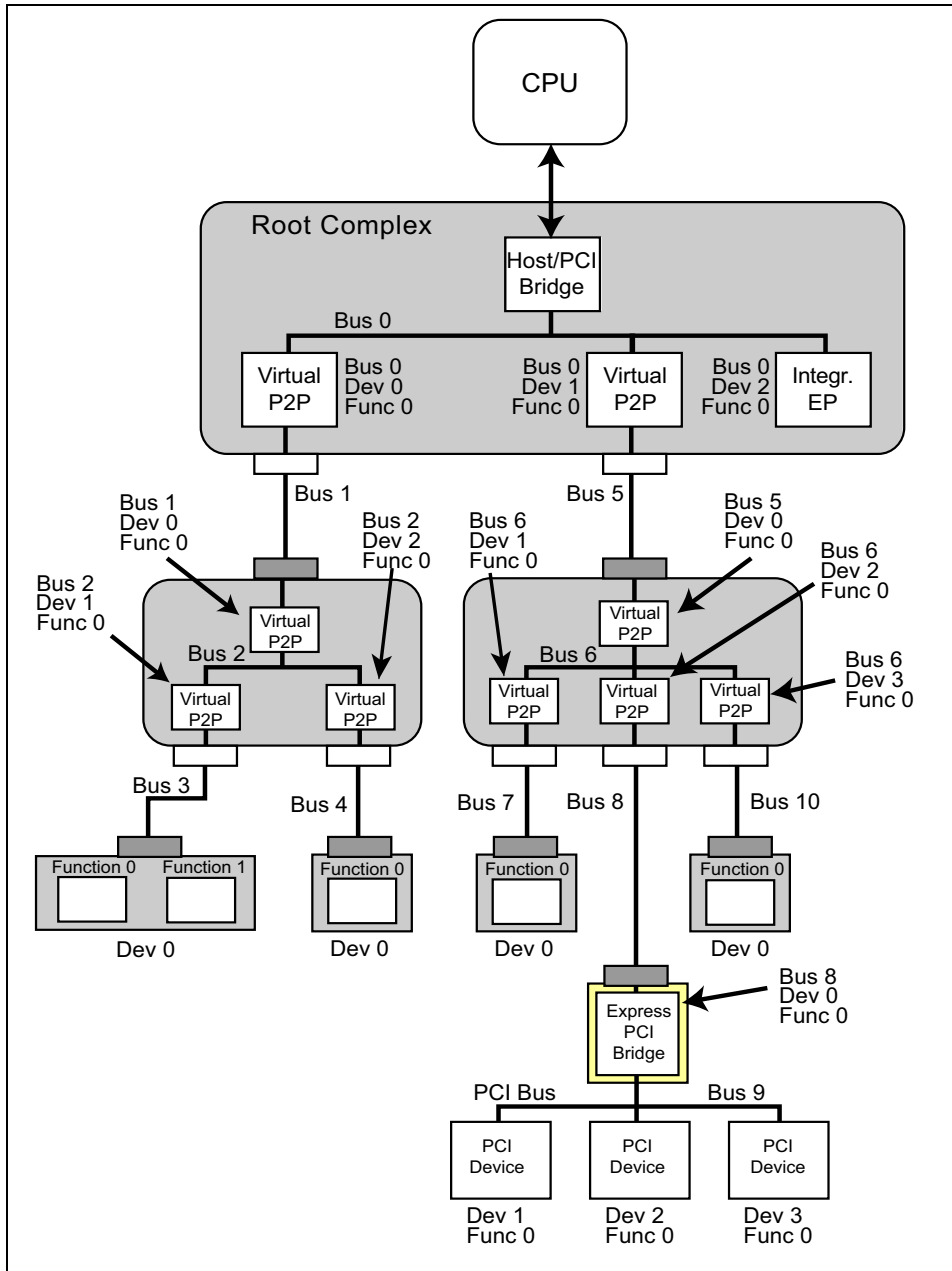 CPU
Root Complex
Host/PCI
Bridge
Bus 0
Virtual
P2P
Bus 0
Dev 0
Func 0
Bus 0
Dev 1
Func 0
Virtual
P2P
Bus 0
Dev 2
Func 0
Integr.
EP
Bus 1
Bus 5
Bus 1
Dev 0
Func 0
Bus 2
Dev 2
Func 0
Bus 6
Dev 1
Func 0
Bus 5
Dev 0
Func 0
Bus 6
Dev 2
Func 0
Bus 2
Dev 1
Func 0
Virtual
P2P
Bus 2
Virtual
P2P
Virtual
P2P
Virtual
P2P
Bus 6
Virtual
P2P
Virtual
P2P
Virtual
P2P
Bus 6
Dev 3
Func 0
Bus 3
Bus 4
Bus 7
Bus 8
Bus 10
Function 0
Function 1
Dev 0
Function 0
Dev 0
Function 0
Dev 0
Function 0
Dev 0
Express
PCI
Bridge
Bus 8
Dev 0
Func 0
PCI Bus
Bus 9
PCI
Device
PCI
Device
PCI
Device
Dev 1
Func 0
Dev 2
Func 0
Dev 3
Func 0